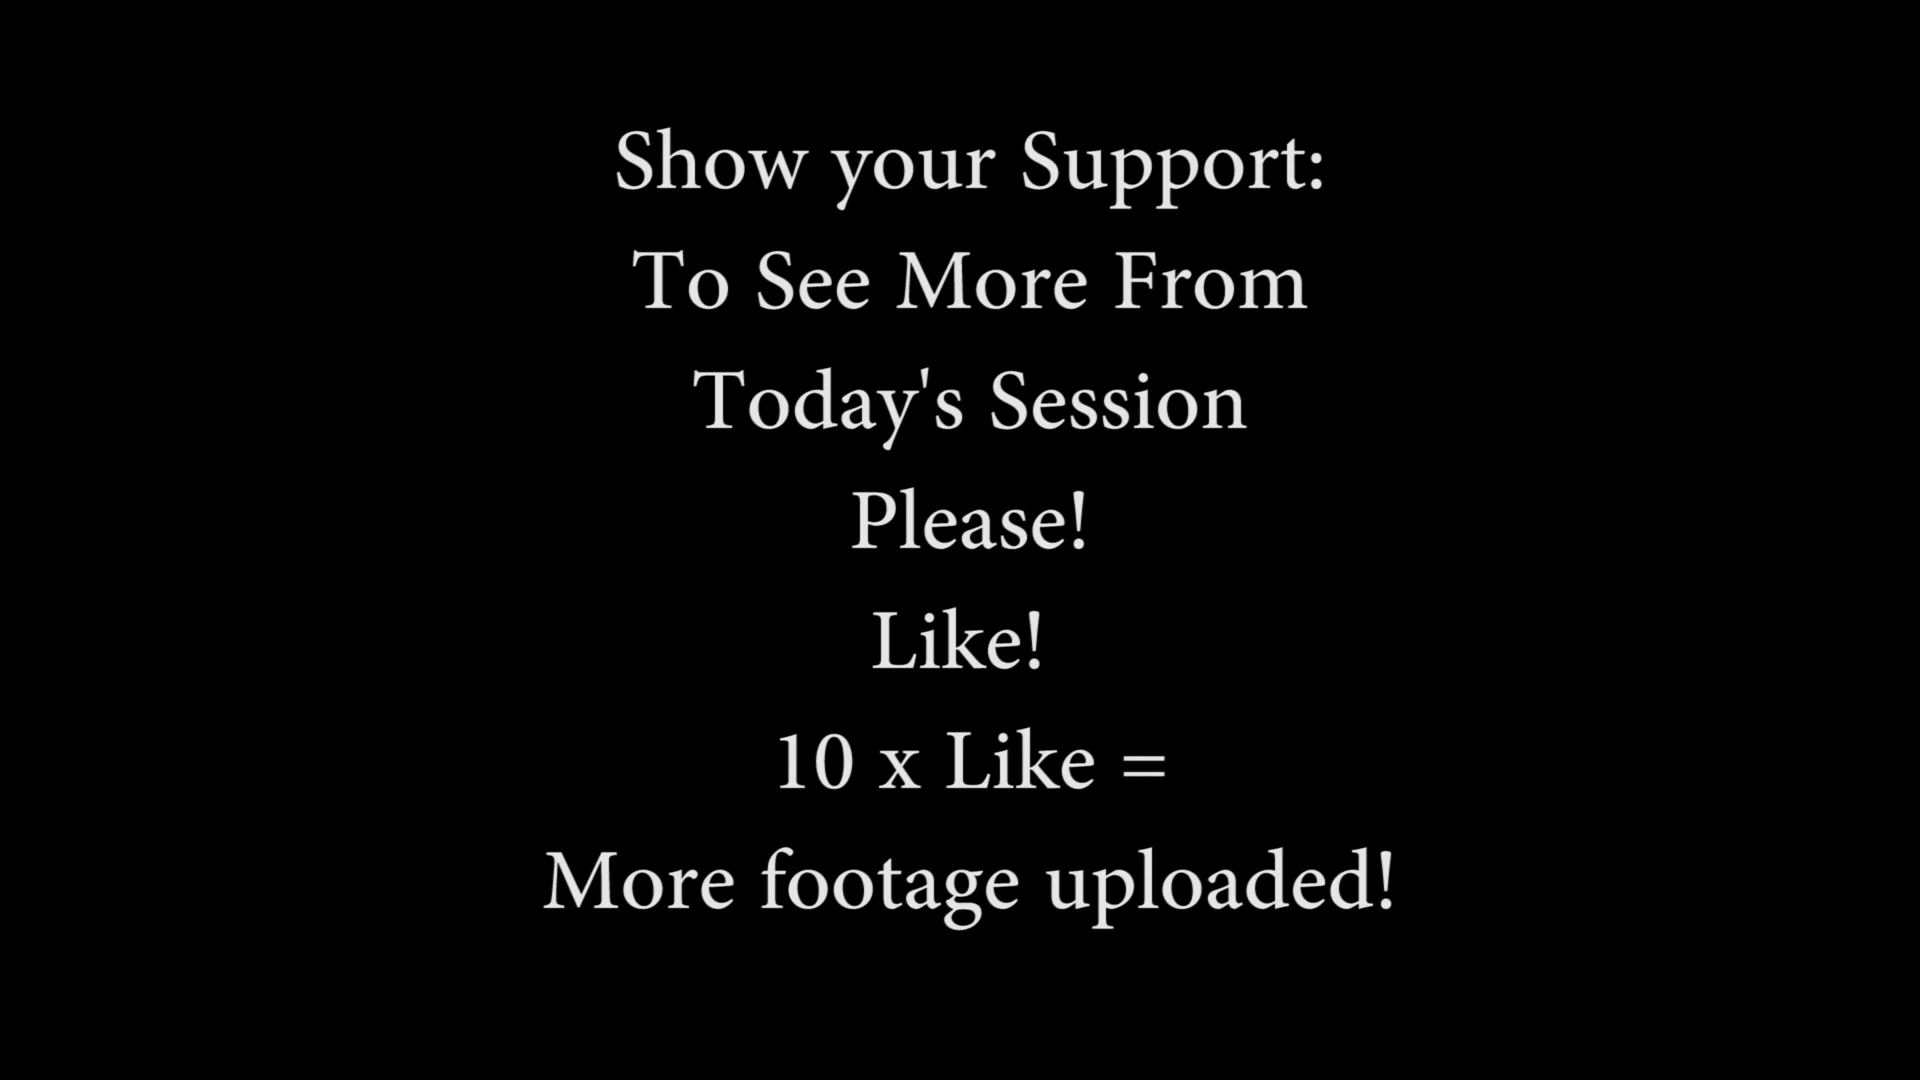 Show your Support:
To See More From
Today's Session
Please!
Like!
10 x Like =
More footage uploaded!